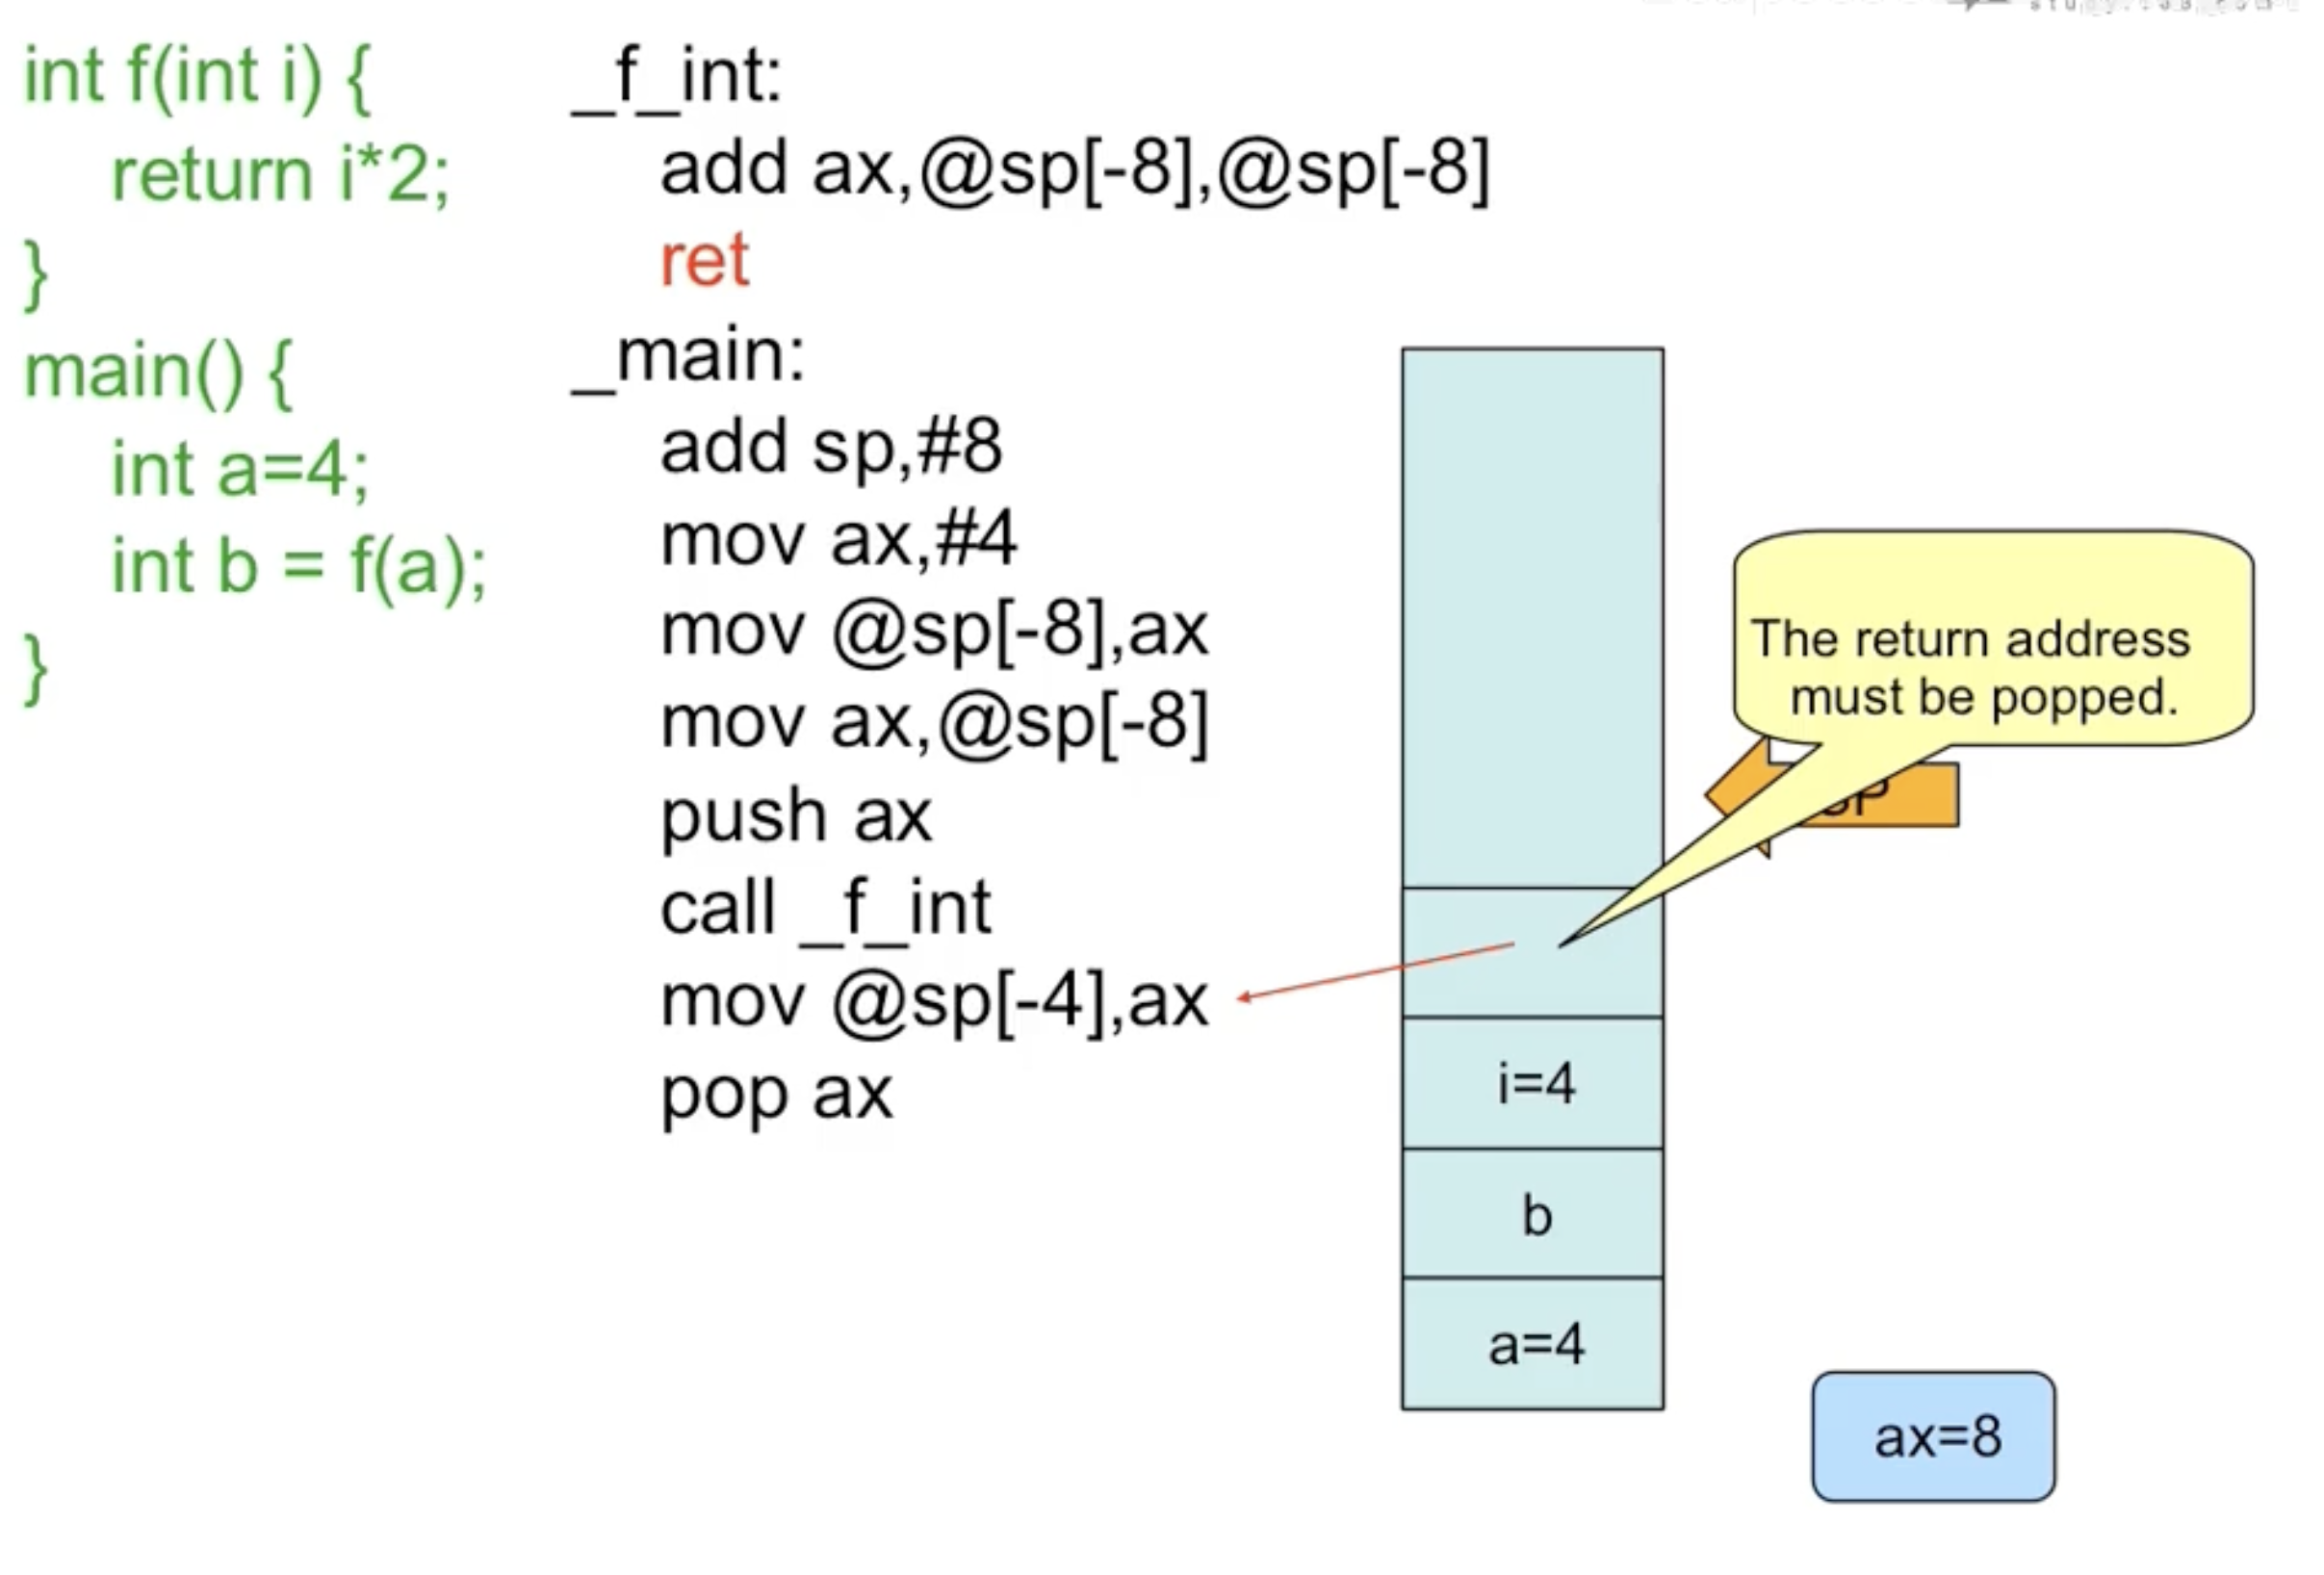 int f(int i) {
return i*2;
}
main() {
int a=4;
int b = f(a);
}
_f_int:
add ax,@sp[-8],@sp[-8]
ret
_main:
add sp,#8
mov ax,#4
mov @sp[-8],ax
mov ax,@sp[-8]
push ax
call _f_int
mov @sp[-4],ax
pop ax
The return address
must be popped.
SP
i=4
b
a=4
ax=8